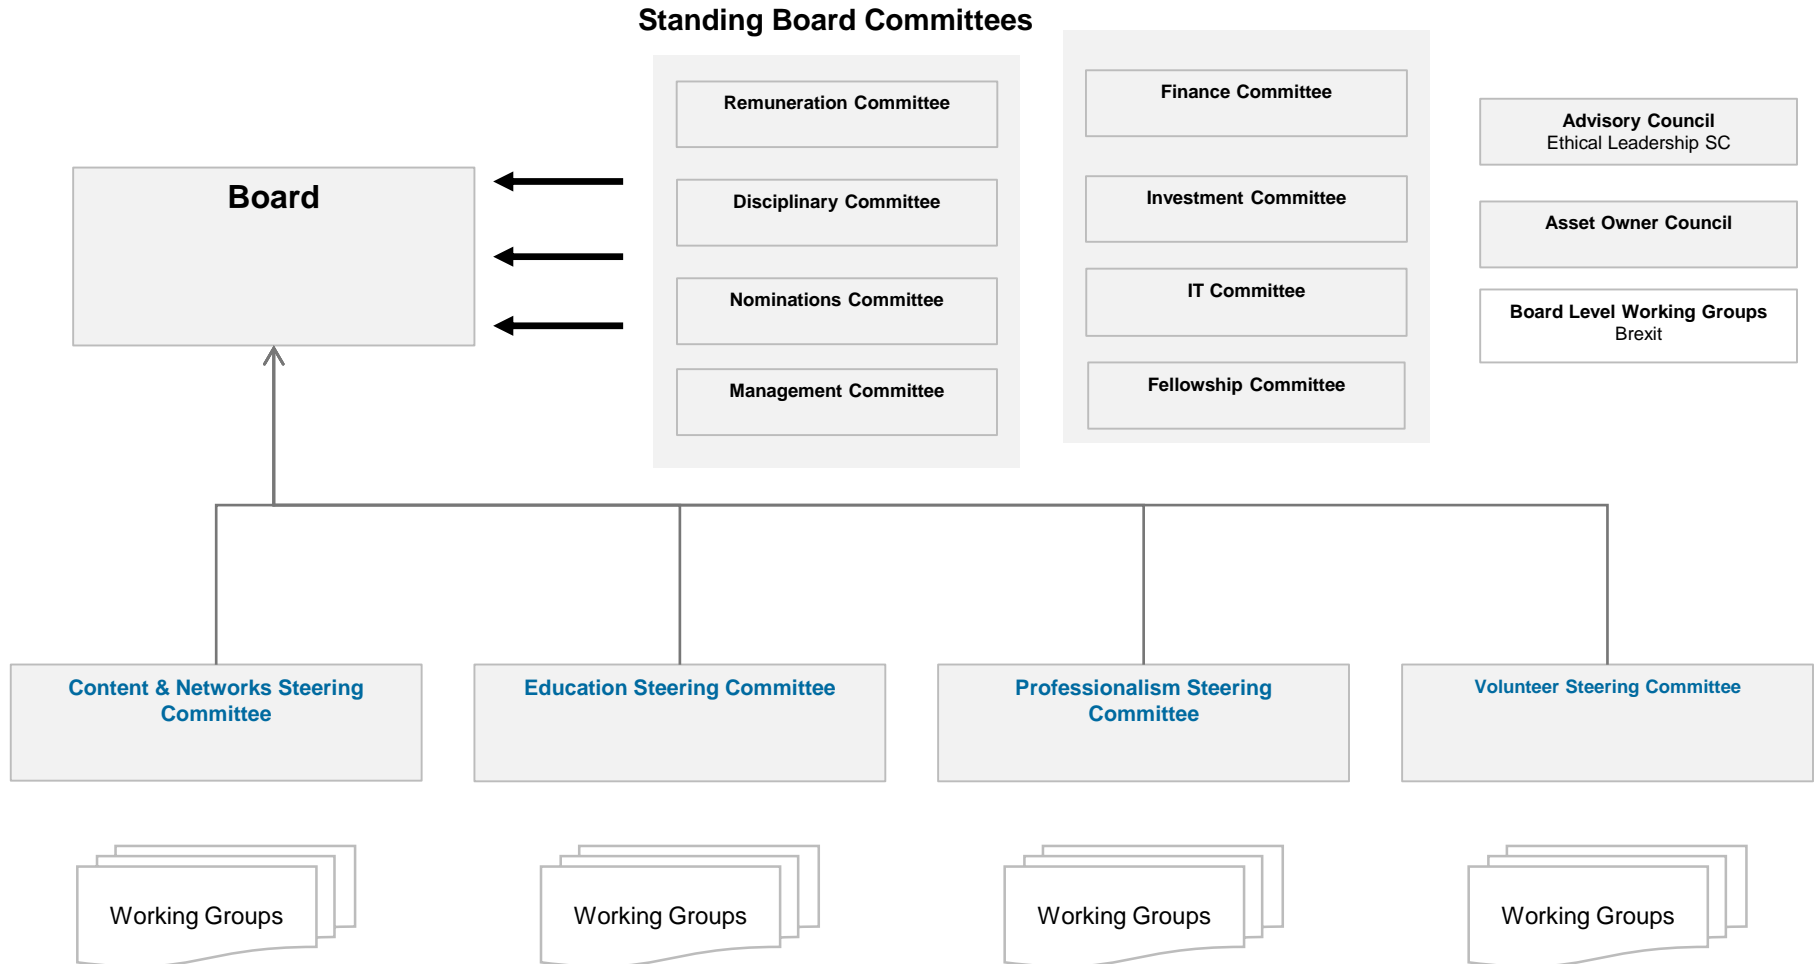 Standing Board Committees
Board
Remuneration Committee
Disciplinary Committee
Nominations Committee
Management Committee
Finance Committee
Investment Committee
IT Committee
Fellowship Committee
Advisory Council
Ethical Leadership SC
Asset Owner Council
Board Level Working Groups
Brexit
Content & Networks Steering
Committee
Education Steering Committee
Professionalism Steering
Committee
Volunteer Steering Committee
Working Groups
Working Groups
Working Groups
Working Groups